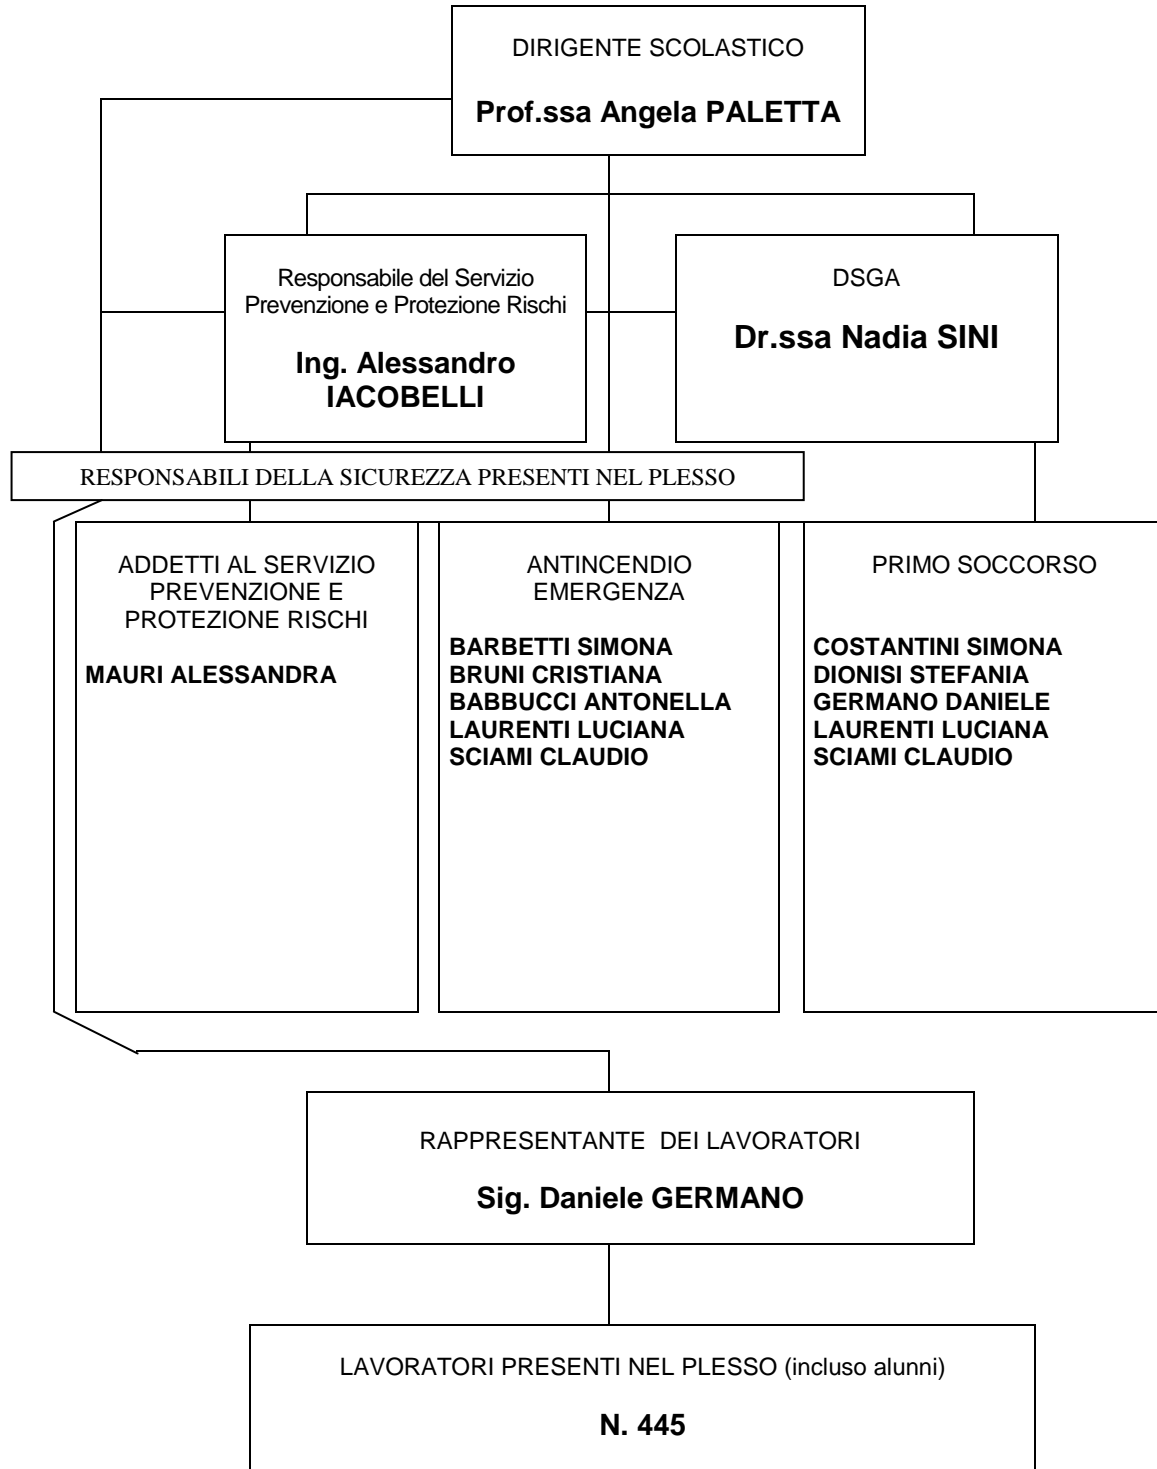 DIRIGENTE SCOLASTICO
Prof.ssa Angela PALETTA
Responsabile del Servizio
Prevenzione e Protezione Rischi
Ing. Alessandro
IACOBELLI
DSGA
Dr.ssa Nadia SINI
RESPONSABILI DELLA SICUREZZA PRESENTI NEL PLESSO
ADDETTI AL SERVIZIO
PREVENZIONE E
PROTEZIONE RISCHI
MAURI ALESSANDRA
ANTINCENDIO
EMERGENZA
BARBETTI SIMONA
BRUNI CRISTIANA
BABBUCCI ANTONELLA
LAURENTI LUCIANA
SCIAMI CLAUDIO
PRIMO SOCCORSO
COSTANTINI SIMONA
DIONISI STEFANIA
GERMANO DANIELE
LAURENTI LUCIANA
SCIAMI CLAUDIO
RAPPRESENTANTE  DEI LAVORATORI
Sig. Daniele GERMANO
LAVORATORI PRESENTI NEL PLESSO (incluso alunni)
N. 445